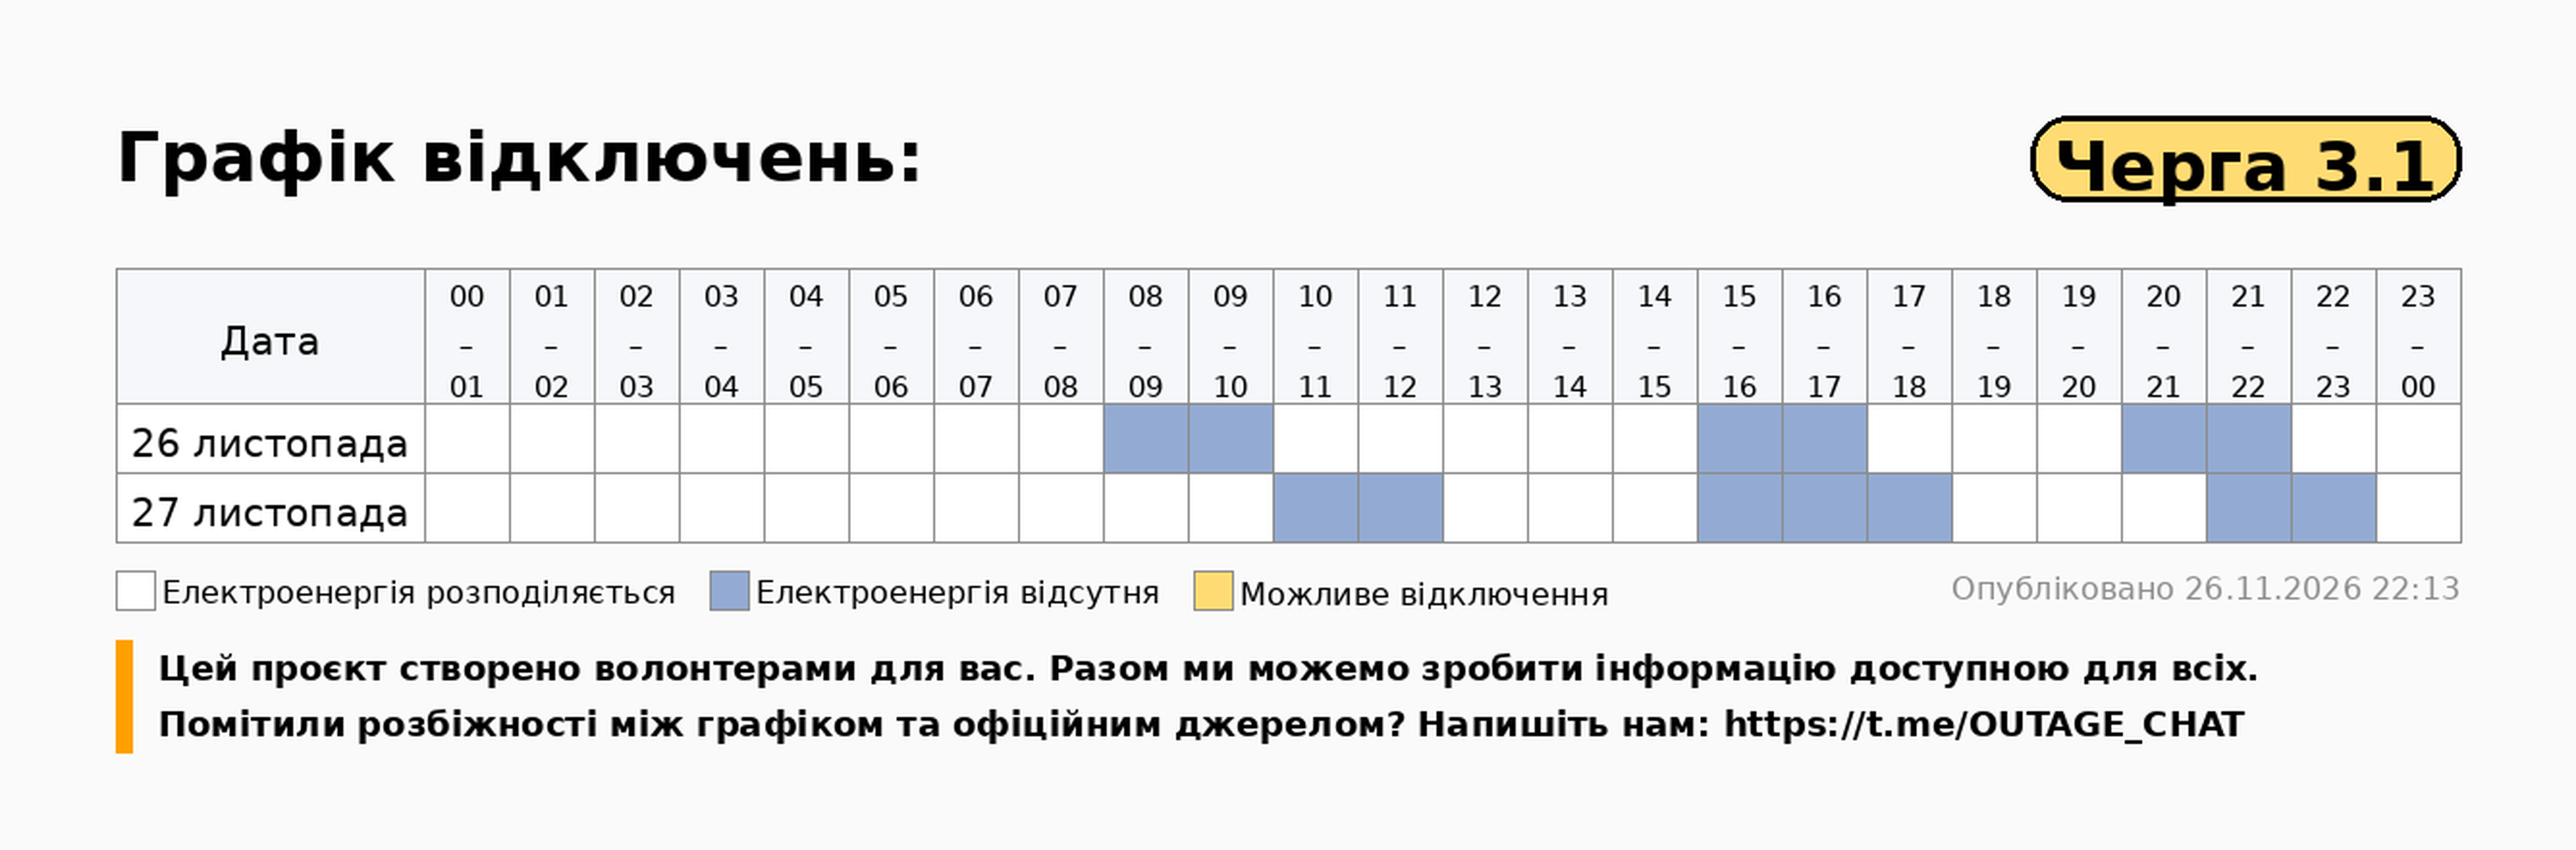 Графік відключень:
Черга 3.1
Дата 00 – 01 01 – 02 02 – 03 03 – 04 04 – 05 05 – 06 06 – 07 07 – 08 08 – 09 09 – 10 10 – 11 11 – 12 12 – 13 13 – 14 14 – 15 15 – 16 16 – 17 17 – 18 18 – 19 19 – 20 20 – 21 21 – 22 22 – 23 23 – 00
26 листопада
27 листопада
Електроенергія розподіляється Електроенергія відсутня Можливе відключення Опубліковано 26.11.2026 22:13
Цей проєкт створено волонтерами для вас. Разом ми можемо зробити інформацію доступною для всіх.
Помітили розбіжності між графіком та офіційним джерелом? Напишіть нам: https://t.me/OUTAGE_CHAT